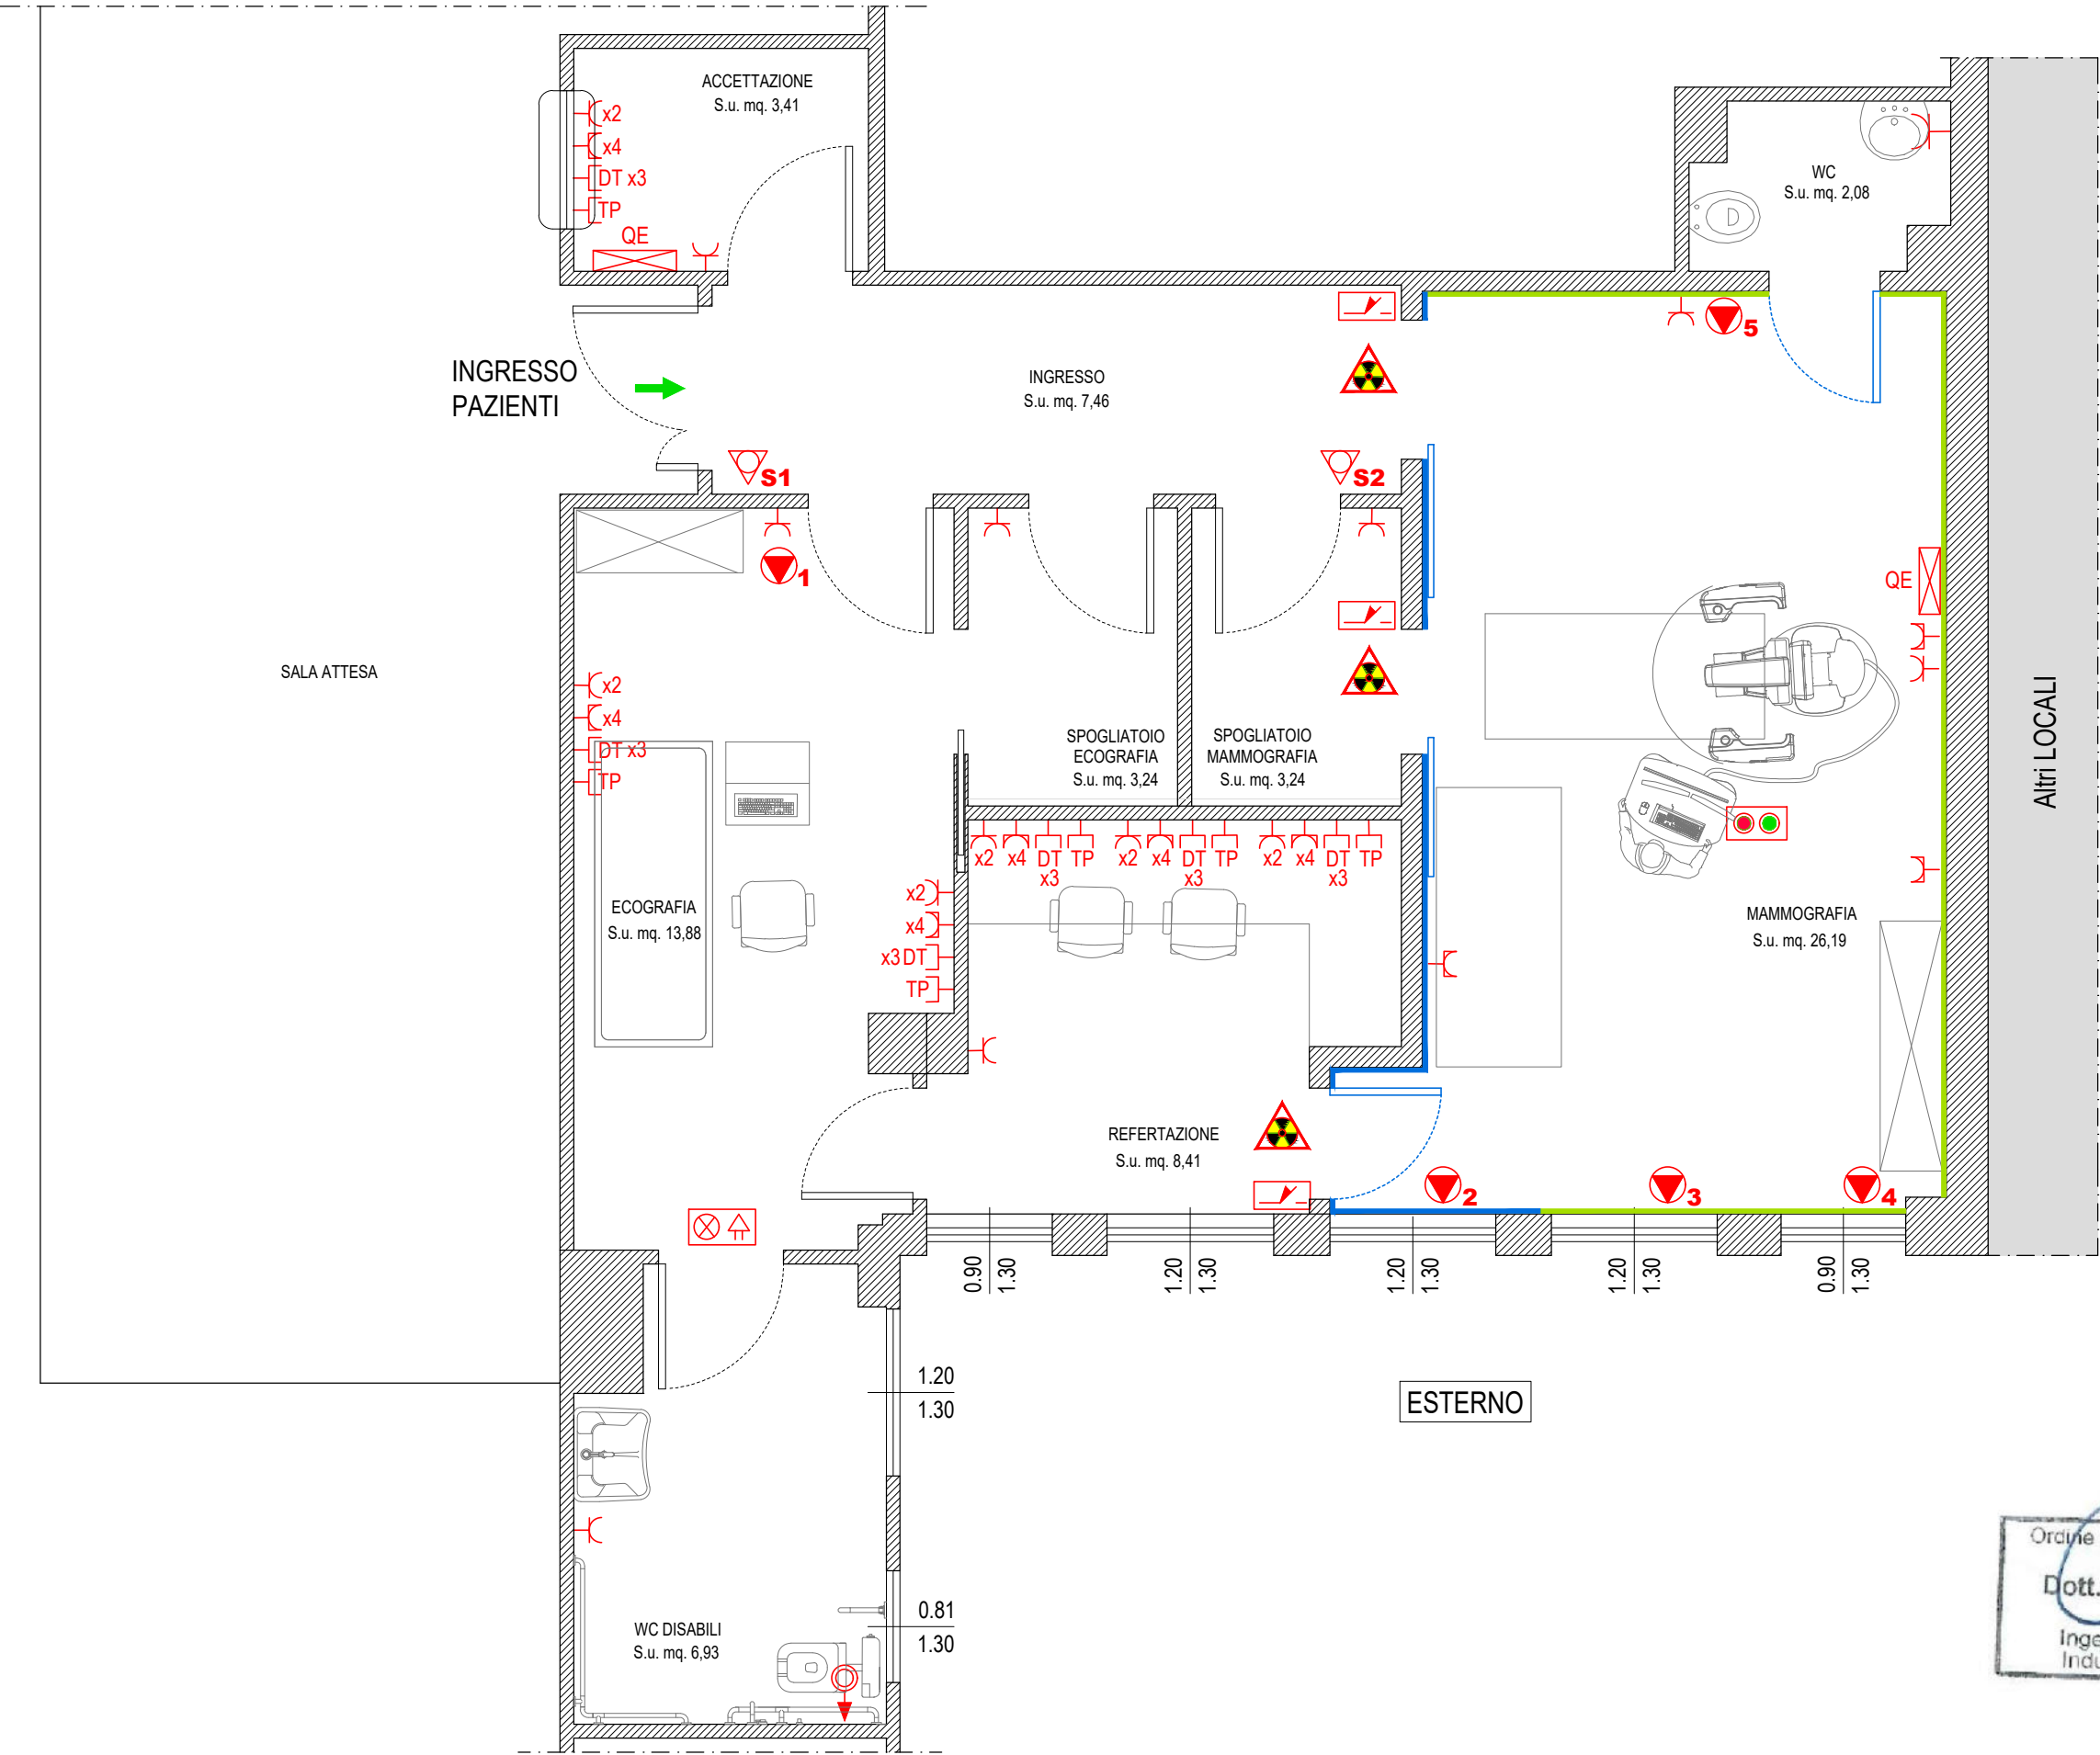 ACCETTAZIONE
S.u. mq. 3,41
x2
x4
DT x3
TP
QE
WC
S.u. mq. 2,08
INGRESSO
PAZIENTI
INGRESSO
S.u. mq. 7,46
5
S1
S2
1
QE
SALA ATTESA
x2
x4
DT x3
TP
SPOGLIATOIO
ECOGRAFIA
S.u. mq. 3,24
SPOGLIATOIO
MAMMOGRAFIA
S.u. mq. 3,24
Altri LOCALI
x2 x4 DT TP x2 x4 DT TP x2 x4 DT TP
x3 x3 x3
x2
x4
x3 DT
TP
ECOGRAFIA
S.u. mq. 13,88
MAMMOGRAFIA
S.u. mq. 26,19
REFERTAZIONE
S.u. mq. 8,41
2
3
4
0.90
1.30
1.20
1.30
1.20
1.30
1.20
1.30
0.90
1.30
1.20
1.30
ESTERNO
0.81
1.30
WC DISABILI
S.u. mq. 6,93
Ordine
Dott.